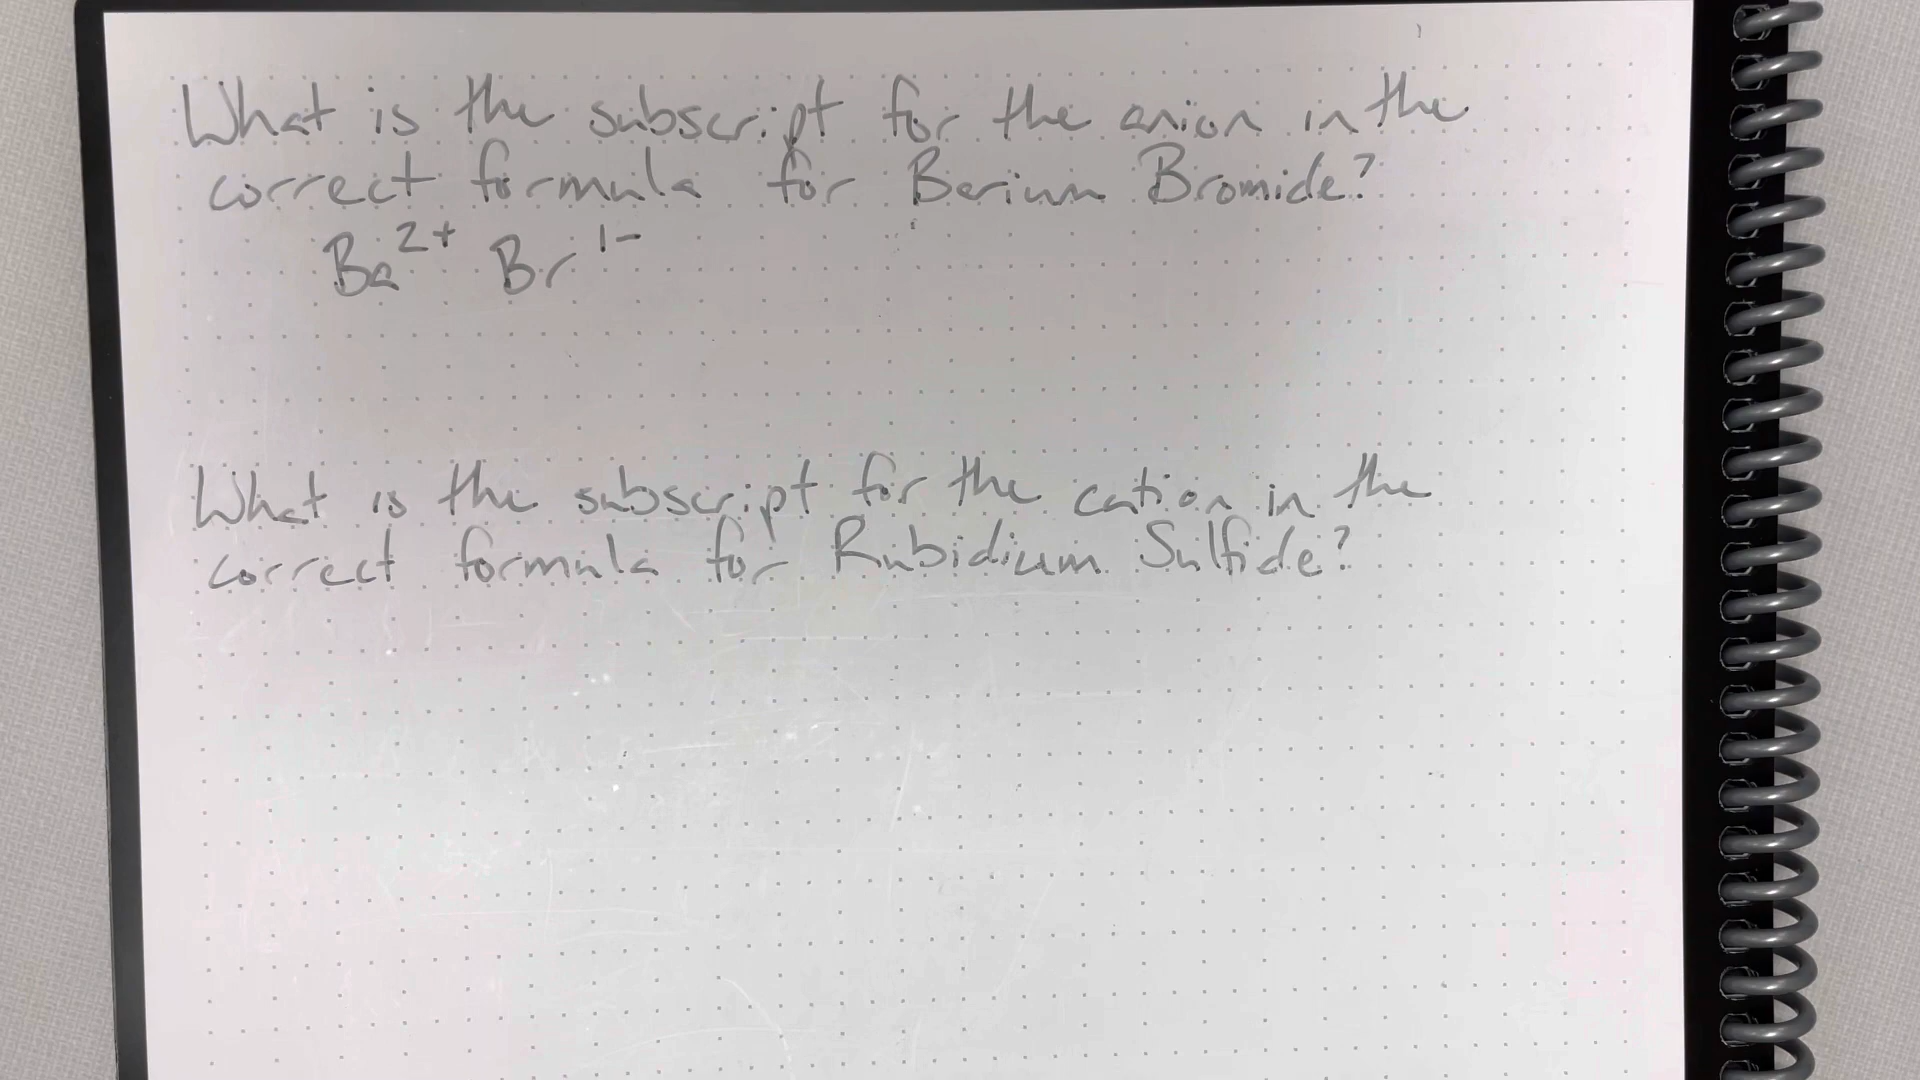 What is the subscript for the anion in the
correct formula for Barium Bromide?
Ba²⁺ Br¹⁻
What is the subscript for the cation in the
correct formula for Rubidium Sulfide?